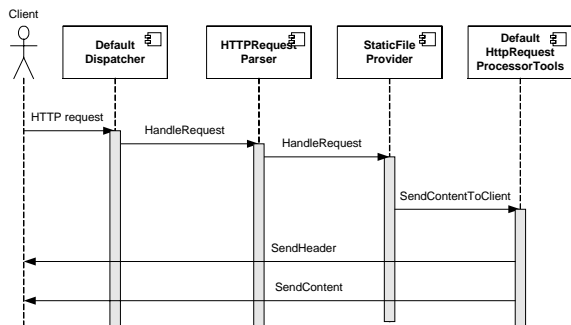 Client
Default
Dispatcher
HTTPRequest
Parser
StaticFile
Provider
Default
HttpRequest
ProcessorTools
HTTP request
HandleRequest
HandleRequest
SendContentToClient
SendHeader
SendContent